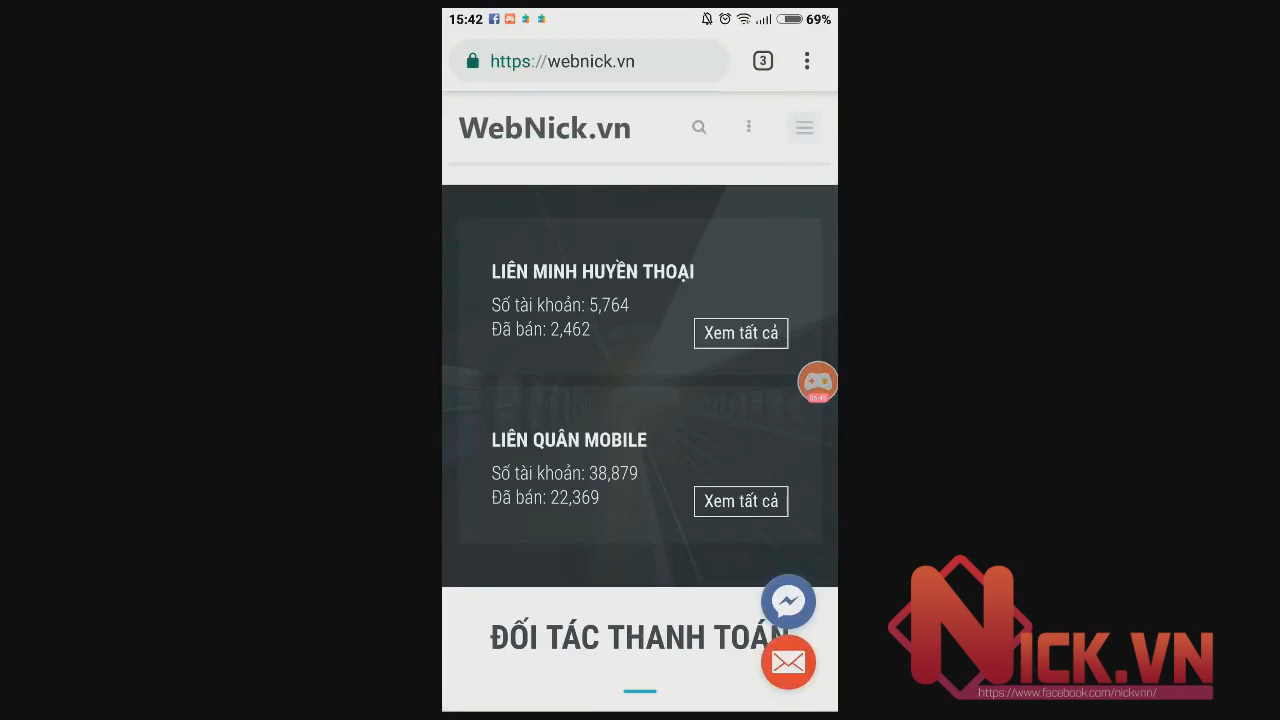 15:42
69%
https://webnick.vn
3
WebNick.vn
LIÊN MINH HUYỀN THOẠI
Số tài khoản: 5,764
Đã bán: 2,462
Xem tất cả
06:45
LIÊN QUÂN MOBILE
Số tài khoản: 38,879
Đã bán: 22,369
Xem tất cả
ĐỐI TÁC THANH TOÁN
NICK.VN
https://www.facebook.com/nickvnn/